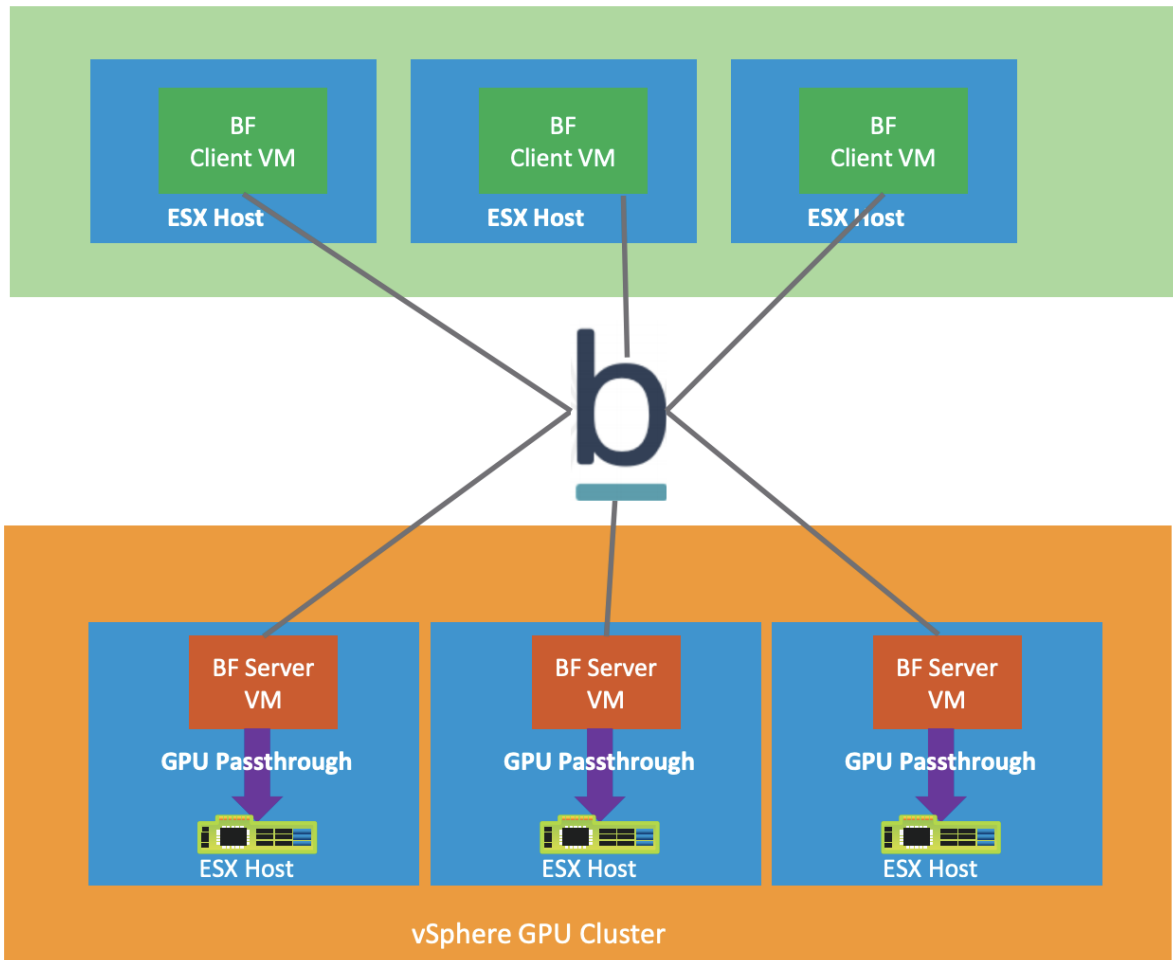 BF
Client VM
ESX Host
BF
Client VM
ESX Host
BF
Client VM
ESX Host
b
BF Server
VM
GPU Passthrough
ESX Host
BF Server
VM
GPU Passthrough
ESX Host
BF Server
VM
GPU Passthrough
ESX Host
vSphere GPU Cluster